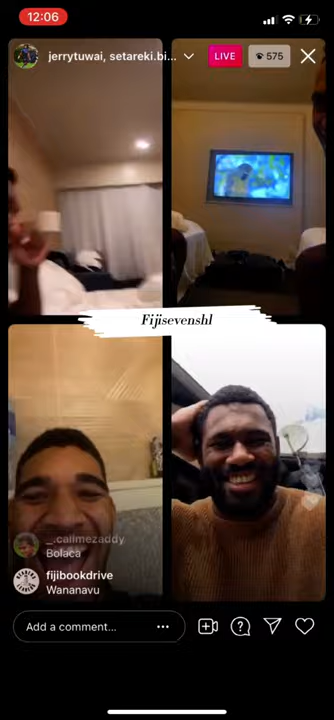 12:06
jerrytuwai, setareki.bi...
LIVE
575
Fijisevenshl
_.callmezaddy
Bolaca
fijibookdrive
Wananavu
Add a comment...